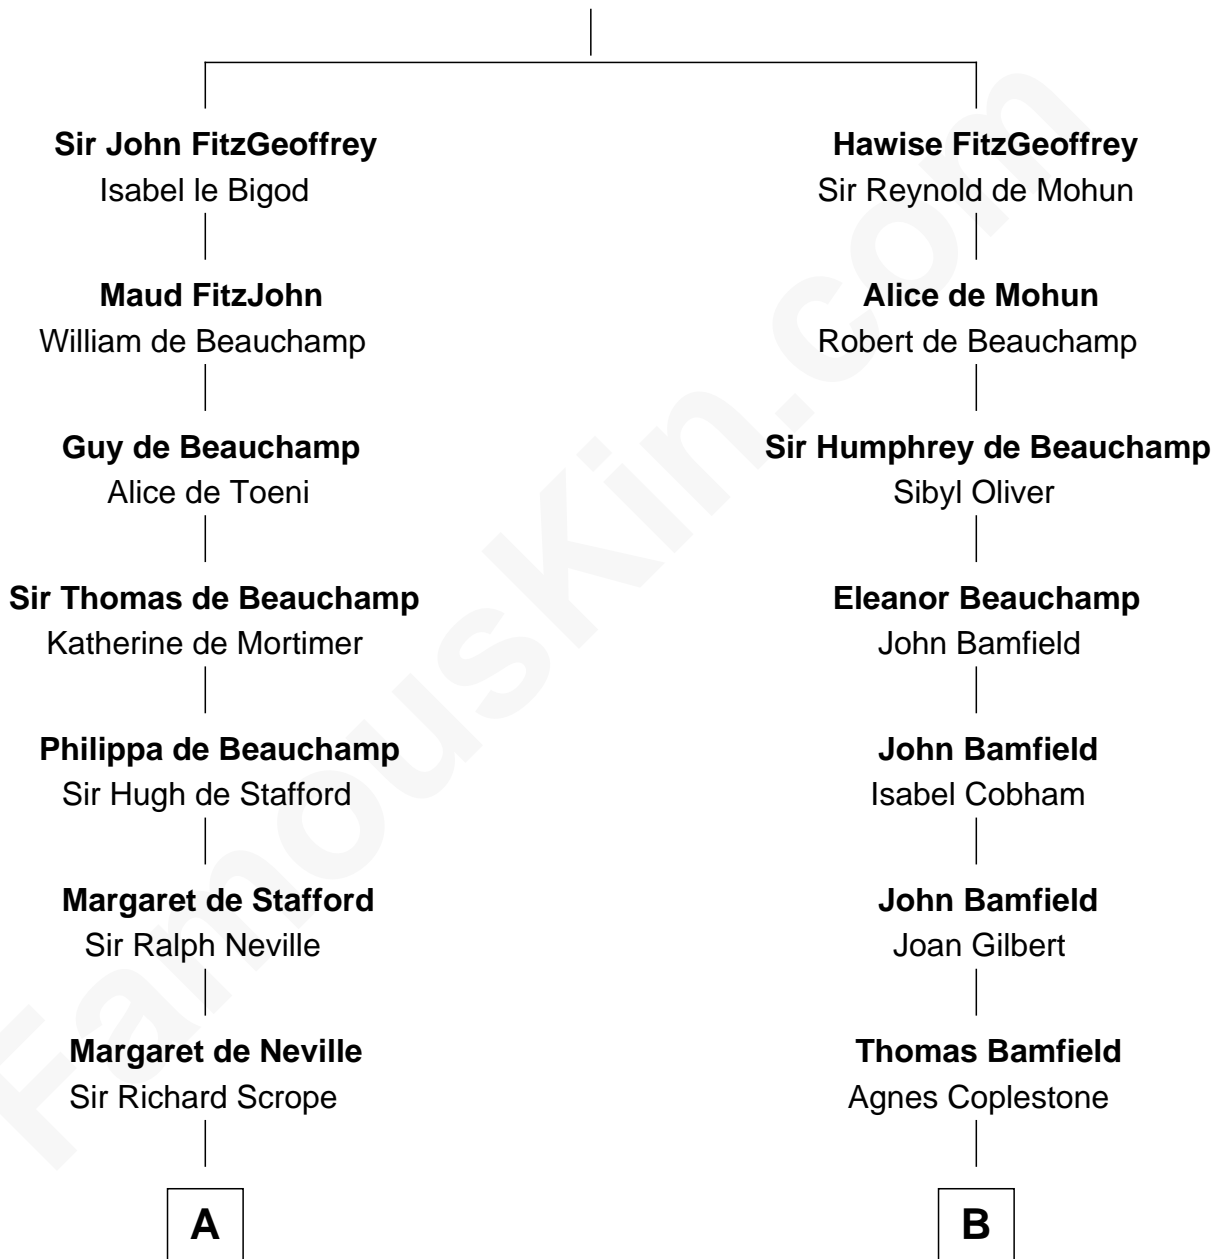 Sir John FitzGeoffrey
Isabel le Bigod
Maud FitzJohn
William de Beauchamp
Guy de Beauchamp
Alice de Toeni
Sir Thomas de Beauchamp
Katherine de Mortimer
Philippa de Beauchamp
Sir Hugh de Stafford
Margaret de Stafford
Sir Ralph Neville
Margaret de Neville
Sir Richard Scrope
A
Hawise FitzGeoffrey
Sir Reynold de Mohun
Alice de Mohun
Robert de Beauchamp
Sir Humphrey de Beauchamp
Sibyl Oliver
Eleanor Beauchamp
John Bamfield
John Bamfield
Isabel Cobham
John Bamfield
Joan Gilbert
Thomas Bamfield
Agnes Coplestone
B
FamousKin.com